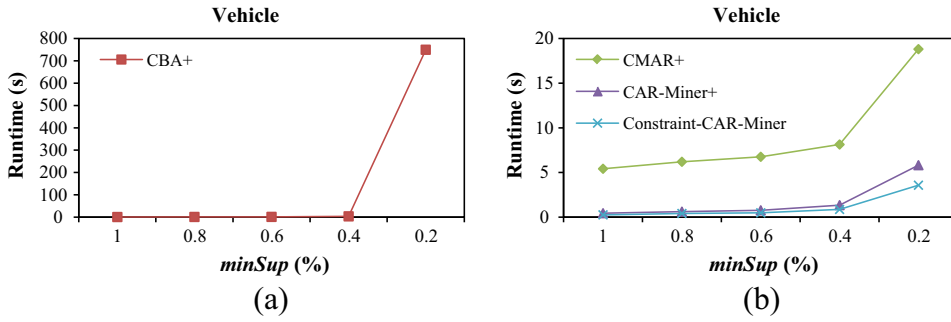 Vehicle
Runtime (s)
800
700
600
500
400
300
200
100
0
CBA+
1 0.8 0.6 0.4 0.2
minSup (%)
(a)
Vehicle
Runtime (s)
20
15
10
5
0
CMAR+
CAR-Miner+
Constraint-CAR-Miner
1 0.8 0.6 0.4 0.2
minSup (%)
(b)